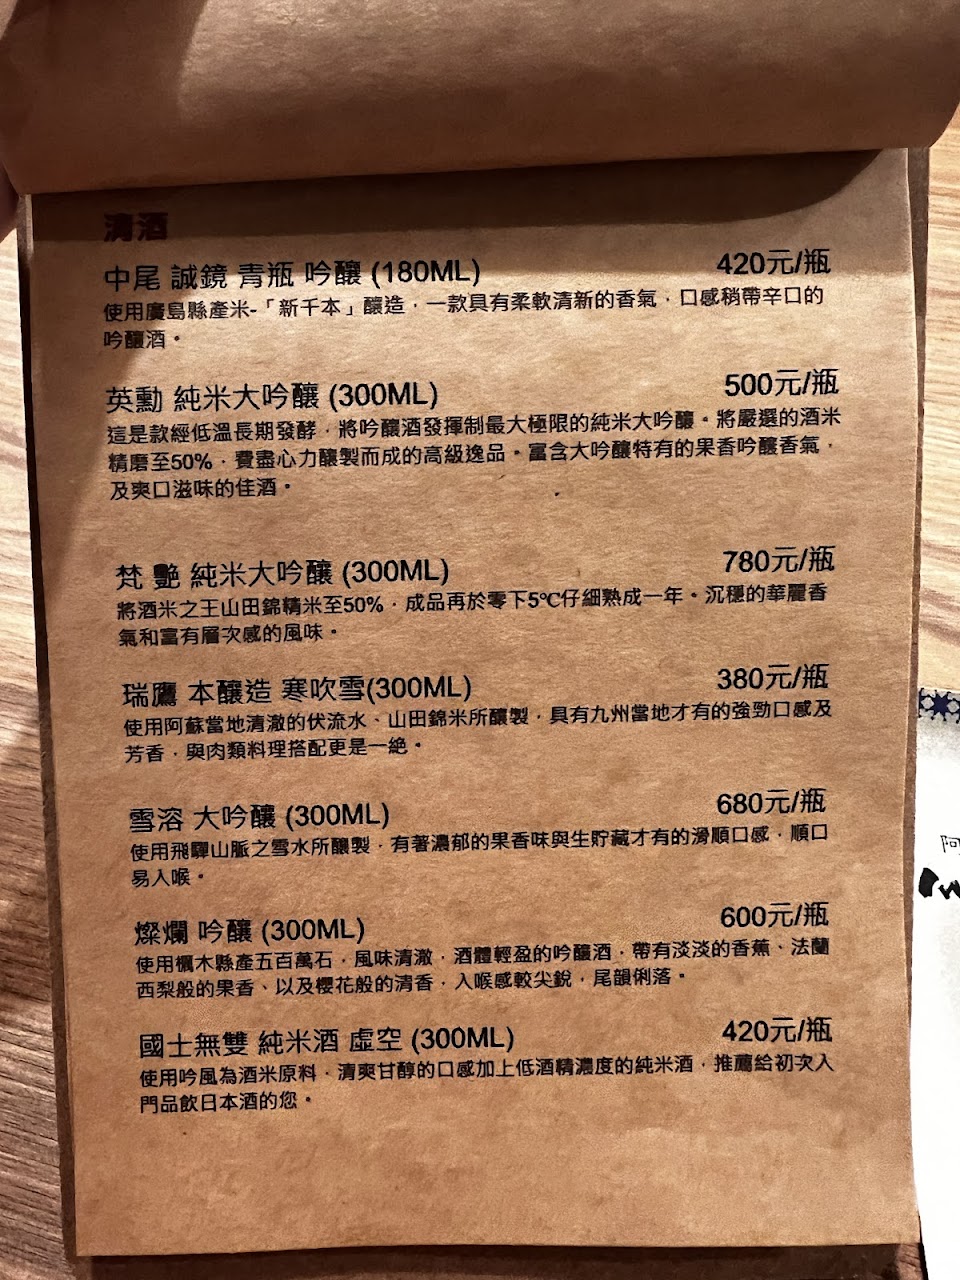 清酒
中尾 誠鏡 青瓶 吟釀 (180ML) 420元/瓶
使用廣島縣產米-「新千本」釀造，一款具有柔軟清新的香氣，口感稍帶辛口的
吟釀酒。
英勳 純米大吟釀 (300ML) 500元/瓶
這是款經低溫長期發酵，將吟釀酒發揮制最大極限的純米大吟釀。將嚴選的酒米
精磨至50%，費盡心力釀製而成的高級逸品。富含大吟釀特有的果香吟釀香氣，
及爽口滋味的佳酒。
梵 艷 純米大吟釀 (300ML) 780元/瓶
將酒米之王山田錦精米至50%，成品再於零下5℃仔細熟成一年。沉穩的華麗香
氣和富有層次感的風味。
瑞鷹 本釀造 寒吹雪(300ML) 380元/瓶
使用阿蘇當地清澈的伏流水、山田錦米所釀製，具有九州當地才有的強勁口感及
芳香，與肉類料理搭配更是一絕。
雪溶 大吟釀 (300ML) 680元/瓶
使用飛驒山脈之雪水所釀製，有著濃郁的果香味與生貯藏才有的滑順口感，順口
易入喉。
燦爛 吟釀 (300ML) 600元/瓶
使用櫔木縣產五百萬石，風味清澈，酒體輕盈的吟釀酒，帶有淡淡的香蕉、法蘭
西梨般的果香、以及櫻花般的清香，入喉感較尖銳，尾韻俐落。
國士無雙 純米酒 虛空 (300ML) 420元/瓶
使用吟風為酒米原料，清爽甘醇的口感加上低酒精濃度的純米酒，推薦給初次入
門品飲日本酒的您。
阿